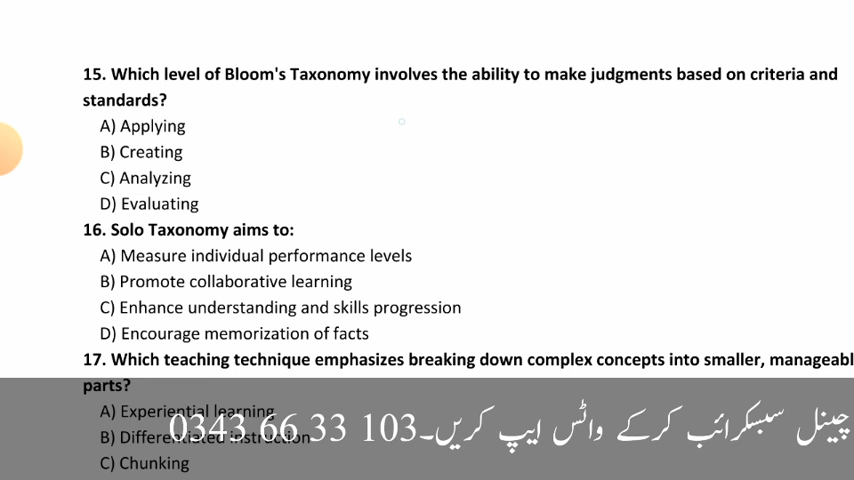 15. Which level of Bloom's Taxonomy involves the ability to make judgments based on criteria and
standards?
A) Applying
B) Creating
C) Analyzing
D) Evaluating
16. Solo Taxonomy aims to:
A) Measure individual performance levels
B) Promote collaborative learning
C) Enhance understanding and skills progression
D) Encourage memorization of facts
17. Which teaching technique emphasizes breaking down complex concepts into smaller, manageabl
parts?
A) Experiential learning
B) Differentiated instruction
چینل سبسکرائب کرکے واٹس ایپ کریں۔103 33 66 0343
C) Chunking